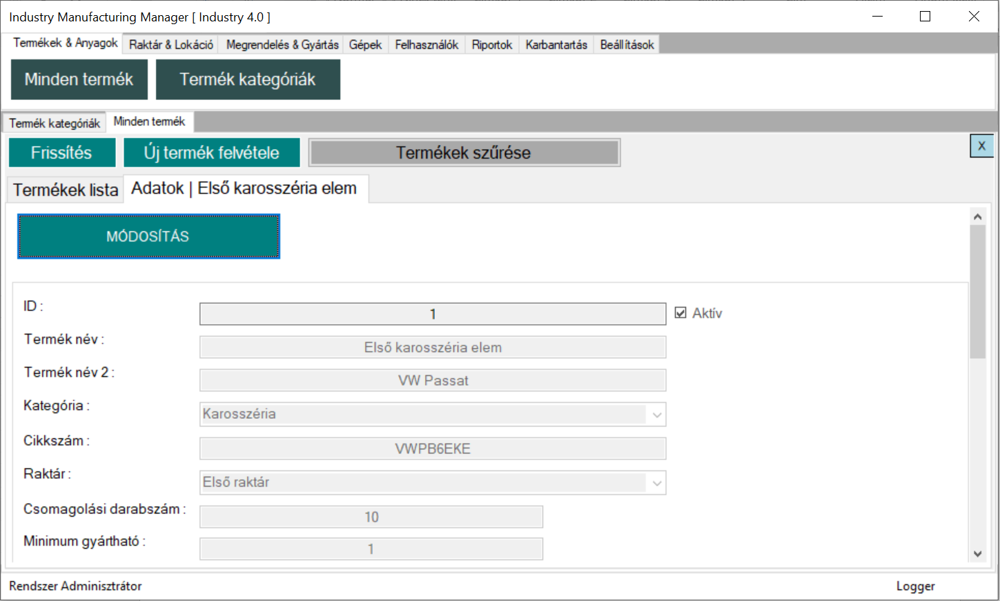 Industry Manufacturing Manager [ Industry 4.0 ]
Termékek & Anyagok Raktár & Lokáció Megrendelés & Gyártás Gépek Felhasználók Riportok Karbantartás Beállítások
Minden termék Termék kategóriák
Termék kategóriák Minden termék
Frissítés Új termék felvétele Termékek szűrése X
Termékek lista Adatok | Első karosszéria elem
MÓDOSÍTÁS
ID : 1 Aktív
Termék név : Első karosszéria elem
Termék név 2 : VW Passat
Kategória : Karosszéria
Cikkszám : VWPB6EKE
Raktár : Első raktár
Csomagolási darabszám : 10
Minimum gyártható : 1
Rendszer Adminisztrátor Logger